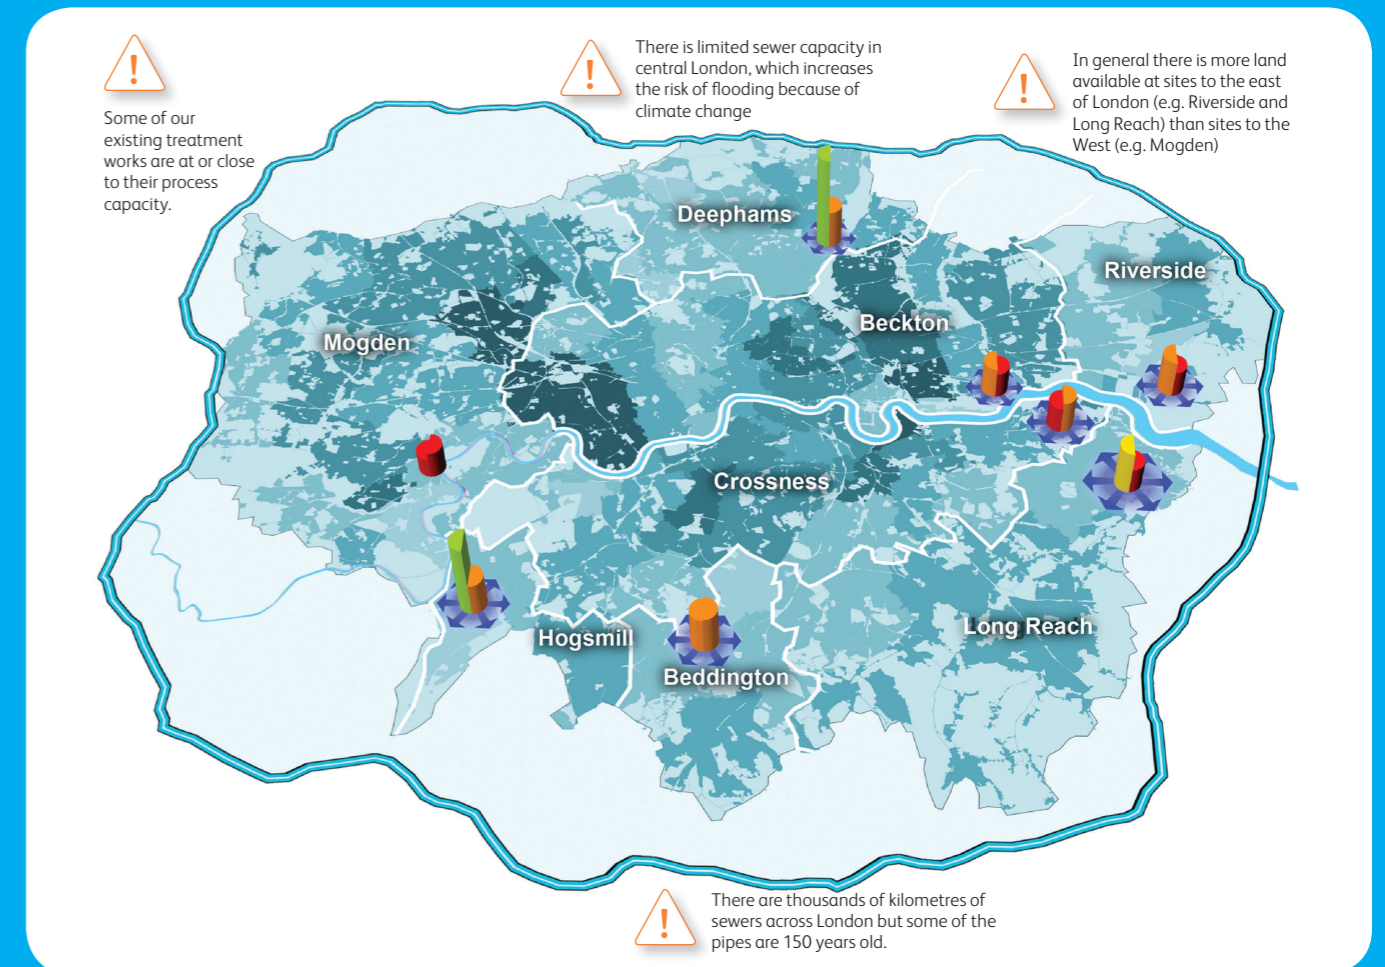 Some of our
existing treatment
works are at or close
to their process
capacity.
There is limited sewer capacity in
central London, which increases
the risk of flooding because of
climate change
In general there is more land
available at sites to the east
of London (e.g. Riverside and
Long Reach) than sites to the
West (e.g. Mogden)
Deephams
Riverside
Beckton
Mogden
Crossness
Long Reach
Hogsmill
Beddington
There are thousands of kilometres of
sewers across London but some of the
pipes are 150 years old.